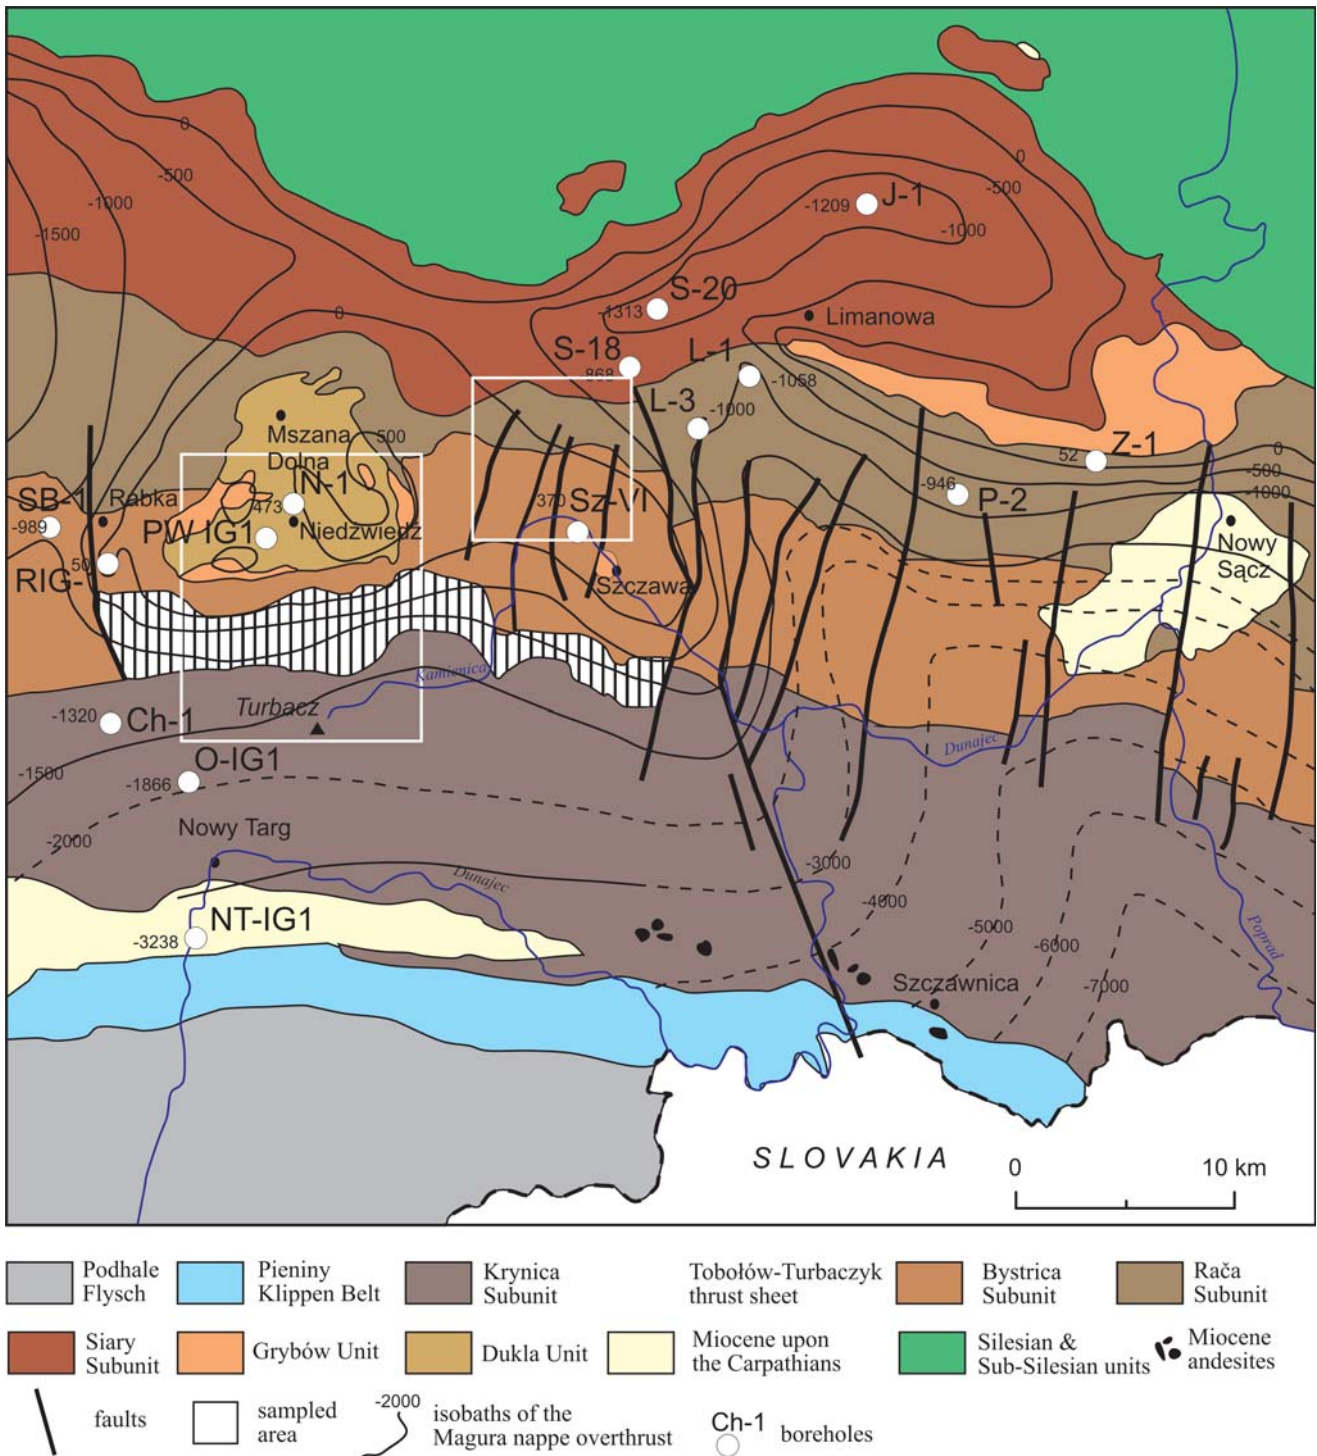 0
-500
-1000
-1500
0
-500
-1000
-1209
J-1
S-20
-1313
0
Limanowa
S-18
-868
L-1
-1058
L-3
-1000
Mszana
Dolna
500
IN-1
473
Niedźwiedź
PW-IG1
SB-1
-989
Rabka
50
RIG-
370
Sz-VI
Szczawa
Z-1
52
0
-500
-1000
-946
P-2
Nowy
Sącz
Kamienica
Turbacz
-1320
Ch-1
-1500
O-IG1
-1866
Dunajec
Nowy Targ
-2000
Dunajec
-3000
-4000
-5000
-6000
-7000
Poprad
NT-IG1
-3238
Szczawnica
SLOVAKIA
0 10 km
Podhale
Flysch
Pieniny
Klippen Belt
Krynica
Subunit
Tobołów-Turbaczyk
thrust sheet
Bystrica
Subunit
Rača
Subunit
Siary
Subunit
Grybów Unit
Dukla Unit
Miocene upon
the Carpathians
Silesian &
Sub-Silesian units
Miocene
andesites
faults
sampled
area
-2000
isobaths of the
Magura nappe overthrust
Ch-1
boreholes